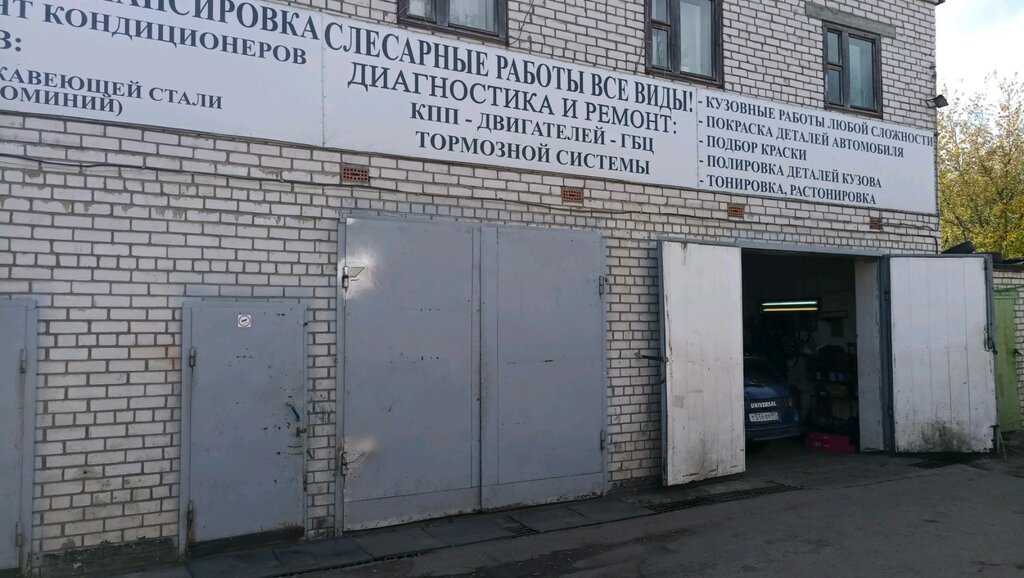 АНСИРОВКА
НТ КОНДИЦИОНЕРОВ
В:
КАВЕЮЩЕЙ СТАЛИ
ОМИНИЙ)
СЛЕСАРНЫЕ РАБОТЫ ВСЕ ВИДЫ!
ДИАГНОСТИКА И РЕМОНТ:
КПП - ДВИГАТЕЛЕЙ - ГБЦ
ТОРМОЗНОЙ СИСТЕМЫ
- КУЗОВНЫЕ РАБОТЫ ЛЮБОЙ СЛОЖНОСТИ
- ПОКРАСКА ДЕТАЛЕЙ АВТОМОБИЛЯ
- ПОДБОР КРАСКИ
- ПОЛИРОВКА ДЕТАЛЕЙ КУЗОВА
- ТОНИРОВКА, РАСТОНИРОВКА
UNIVERSAL